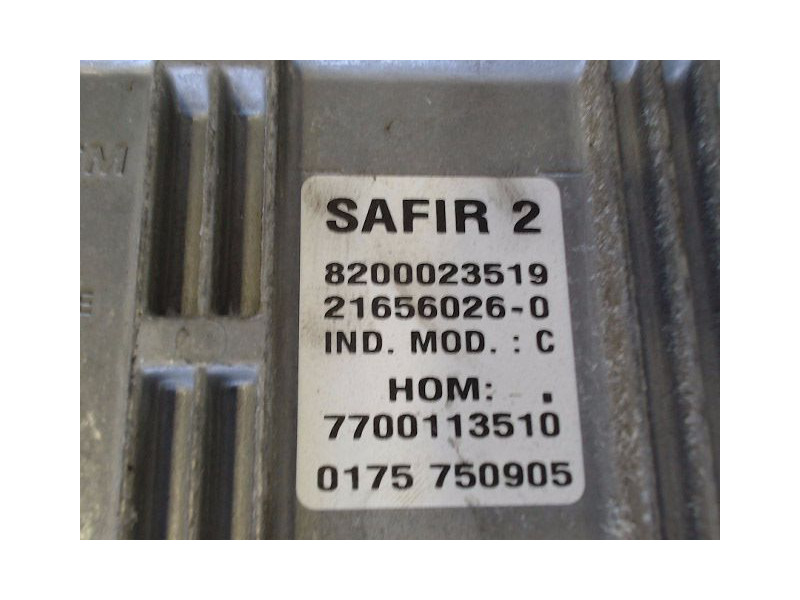 SAFIR 2
8200023519
21656026-0
IND. MOD. : C
HOM: - .
7700113510
0175 750905